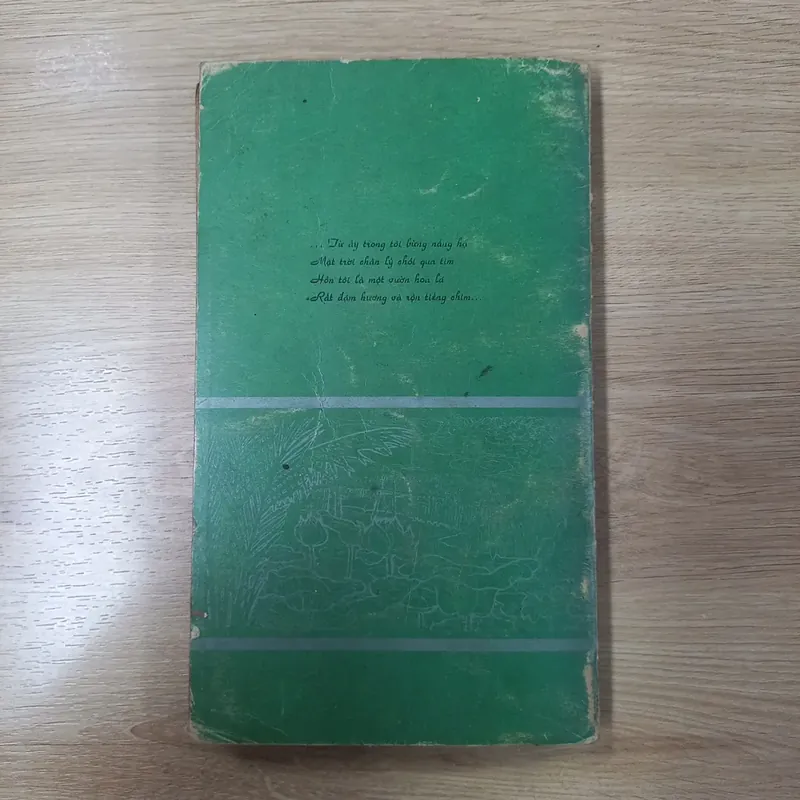 ... Từ ấy trong tôi bừng nắng hạ
Mặt trời chân lý chói qua tim
Hồn tôi là một vườn hoa lá
Rất đậm hương và rộn tiếng chim...